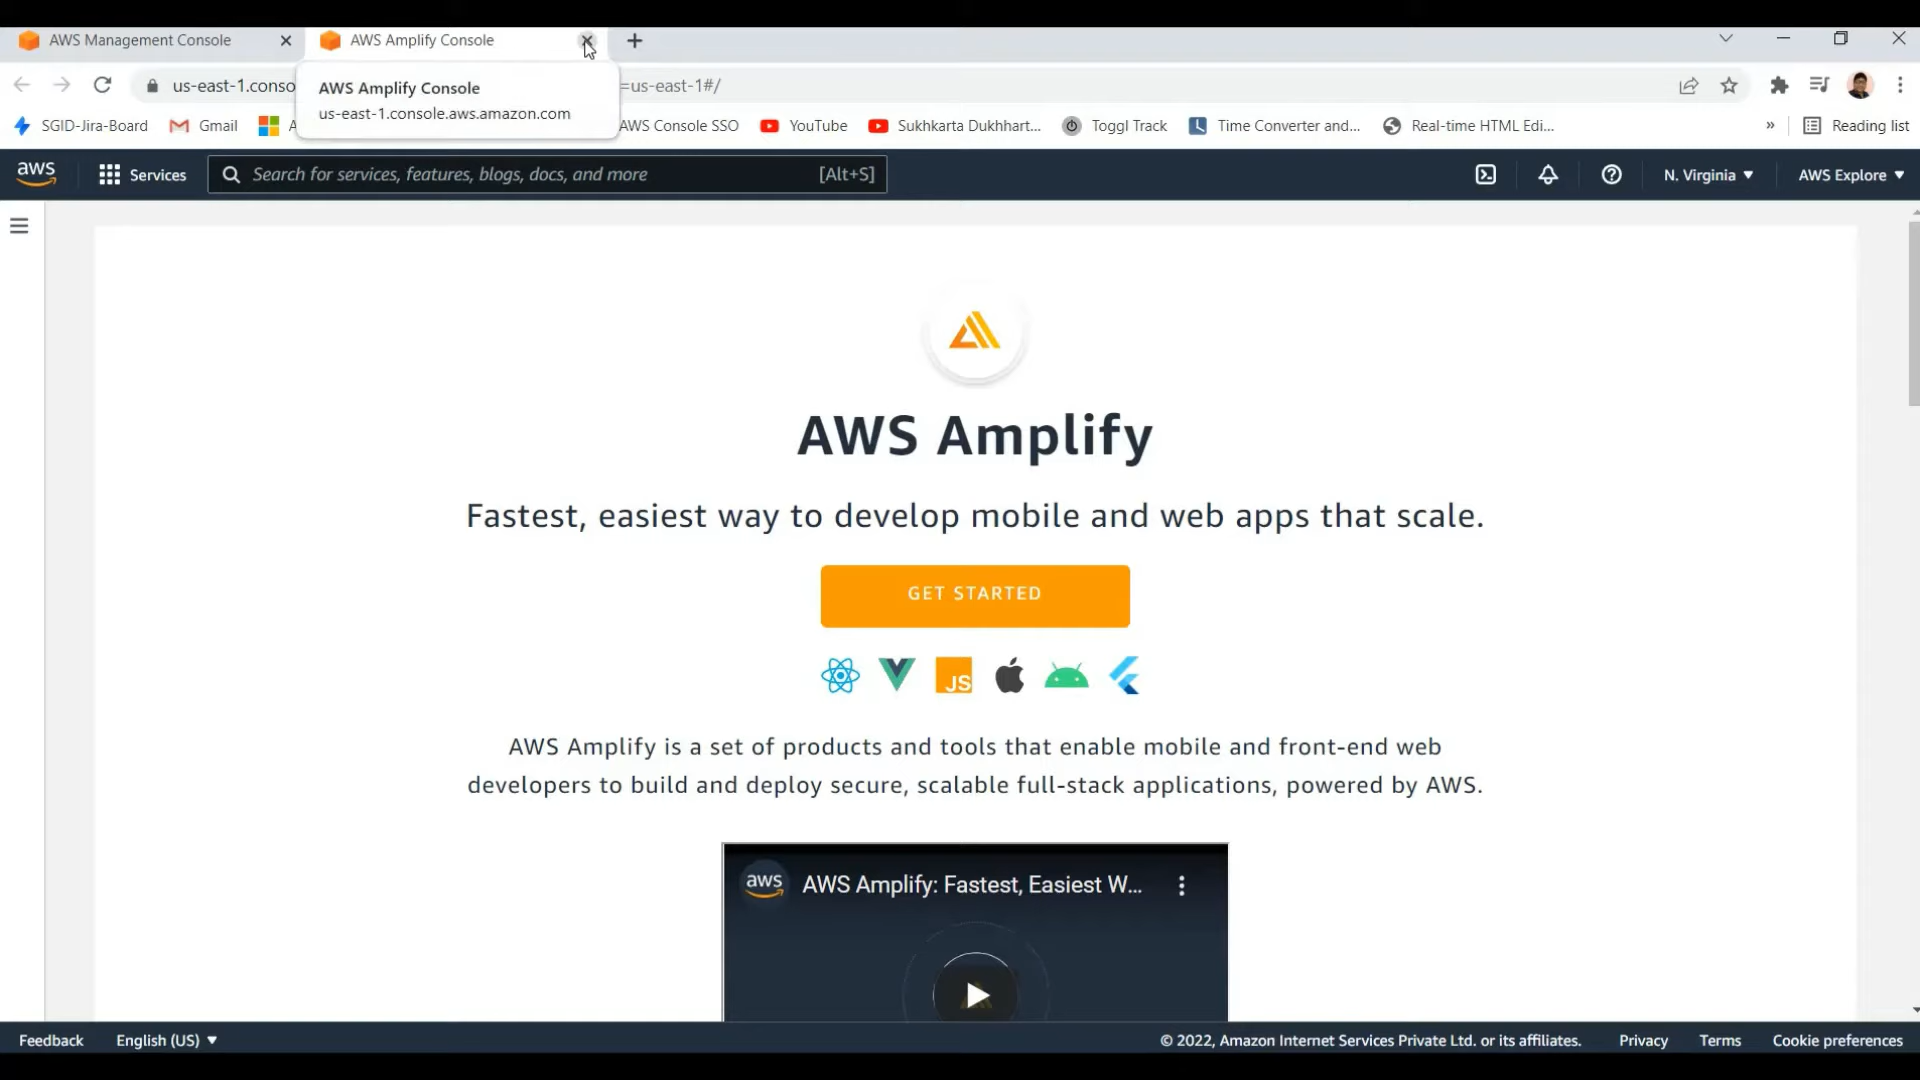 AWS Management Console
AWS Amplify Console
us-east-1.conso
=us-east-1#/
AWS Amplify Console
us-east-1.console.aws.amazon.com
SGID-Jira-Board
Gmail
A
AWS Console SSO
YouTube
Sukhkarta Dukhhart...
Toggl Track
Time Converter and...
Real-time HTML Edi...
»
Reading list
aws
Services
Search for services, features, blogs, docs, and more
[Alt+S]
N. Virginia
AWS Explore
AWS Amplify
Fastest, easiest way to develop mobile and web apps that scale.
GET STARTED
JS
AWS Amplify is a set of products and tools that enable mobile and front-end web
developers to build and deploy secure, scalable full-stack applications, powered by AWS.
aws
AWS Amplify: Fastest, Easiest W...
Feedback
English (US)
© 2022, Amazon Internet Services Private Ltd. or its affiliates.
Privacy
Terms
Cookie preferences